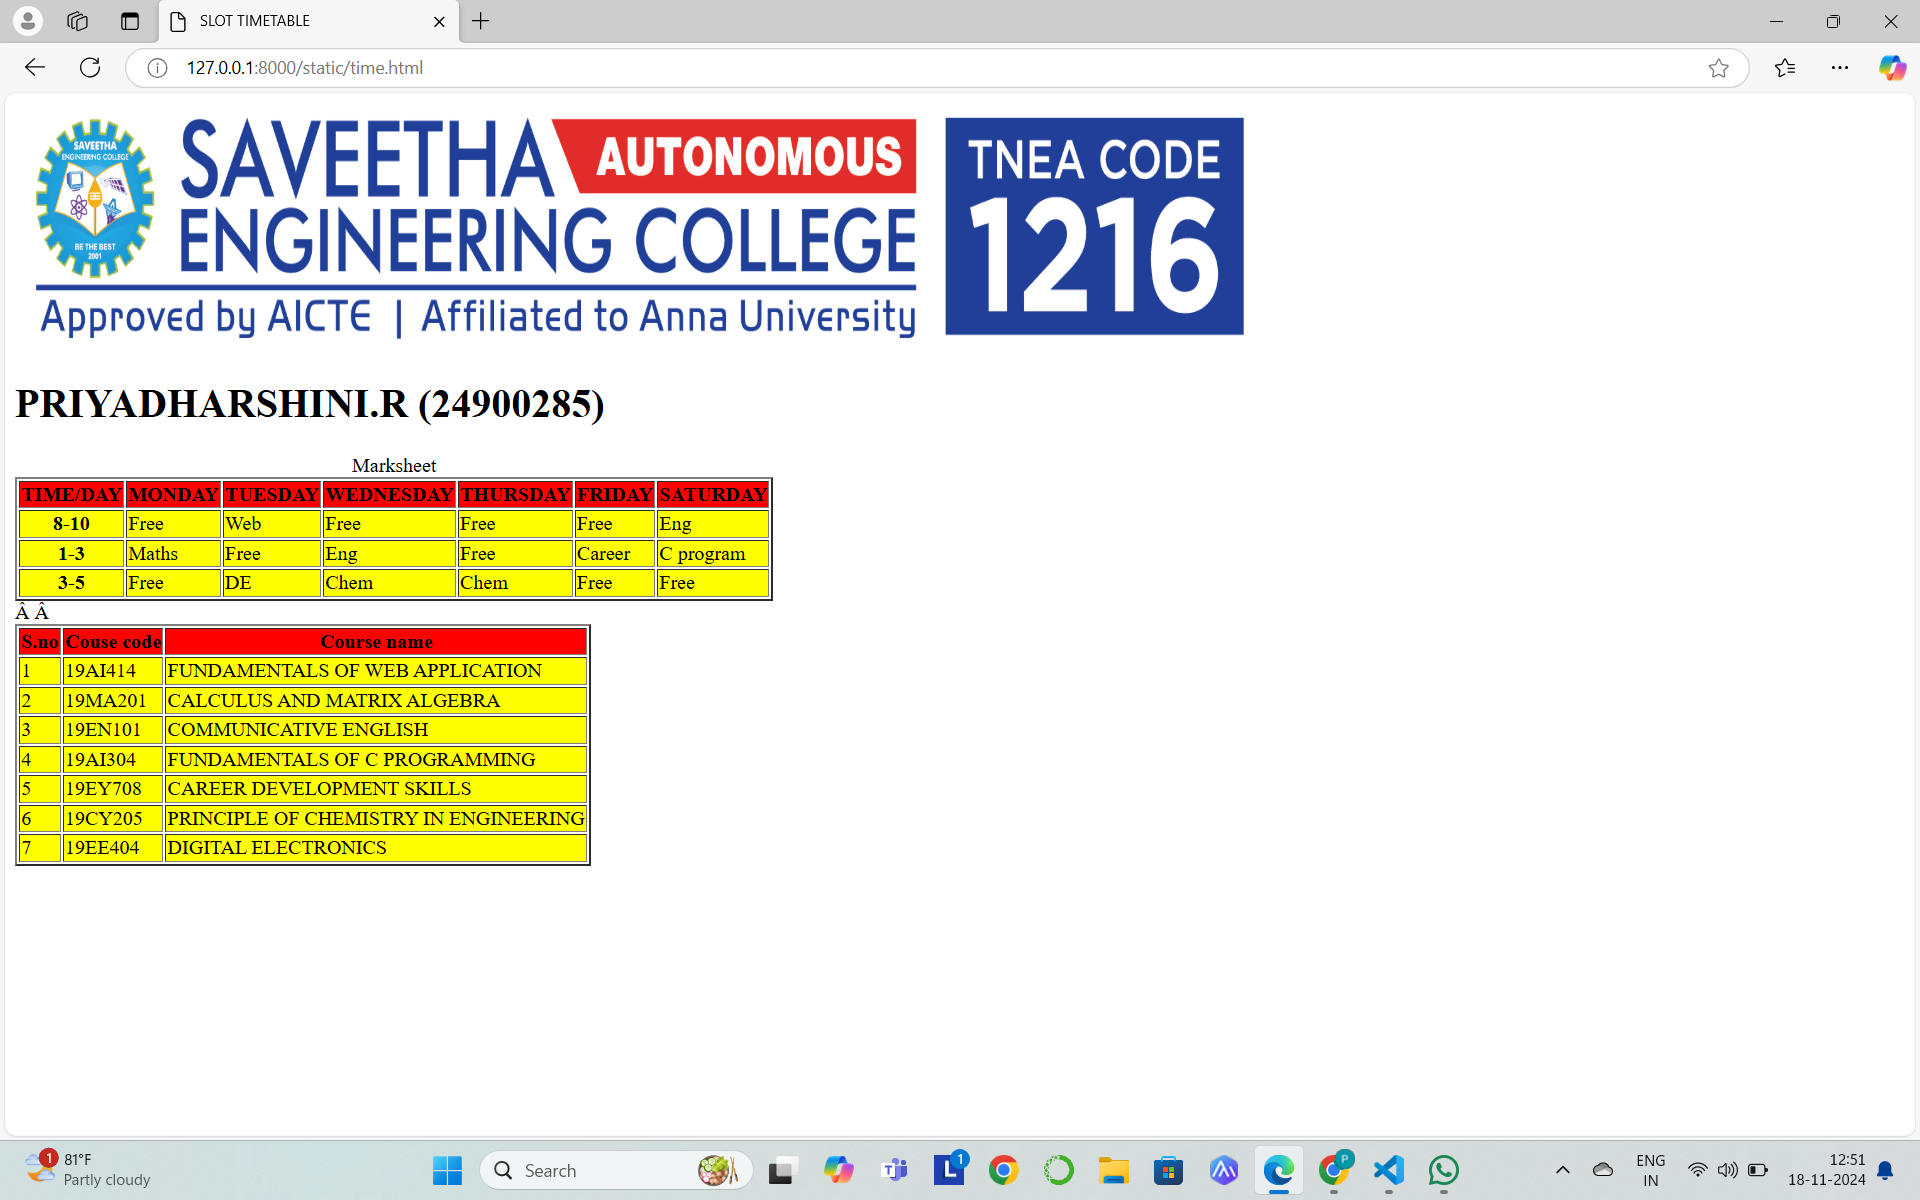 SLOT TIMETABLE
127.0.0.1:8000/static/time.html
SAVEETHA
ENGINEERING COLLEGE
BE THE BEST
2001
SAVEETHA AUTONOMOUS
ENGINEERING COLLEGE
Approved by AICTE | Affiliated to Anna University
TNEA CODE
1216
PRIYADHARSHINI.R (24900285)
Marksheet
TIME/DAY MONDAY TUESDAY WEDNESDAY THURSDAY FRIDAY SATURDAY
8-10 Free Web Free Free Free Eng
1-3 Maths Free Eng Free Career C program
3-5 Free DE Chem Chem Free Free
Â Â
S.no Couse code Course name
1 19AI414 FUNDAMENTALS OF WEB APPLICATION
2 19MA201 CALCULUS AND MATRIX ALGEBRA
3 19EN101 COMMUNICATIVE ENGLISH
4 19AI304 FUNDAMENTALS OF C PROGRAMMING
5 19EY708 CAREER DEVELOPMENT SKILLS
6 19CY205 PRINCIPLE OF CHEMISTRY IN ENGINEERING
7 19EE404 DIGITAL ELECTRONICS
1
81°F
Partly cloudy
Search
T
L
1
P
ENG
IN
12:51
18-11-2024